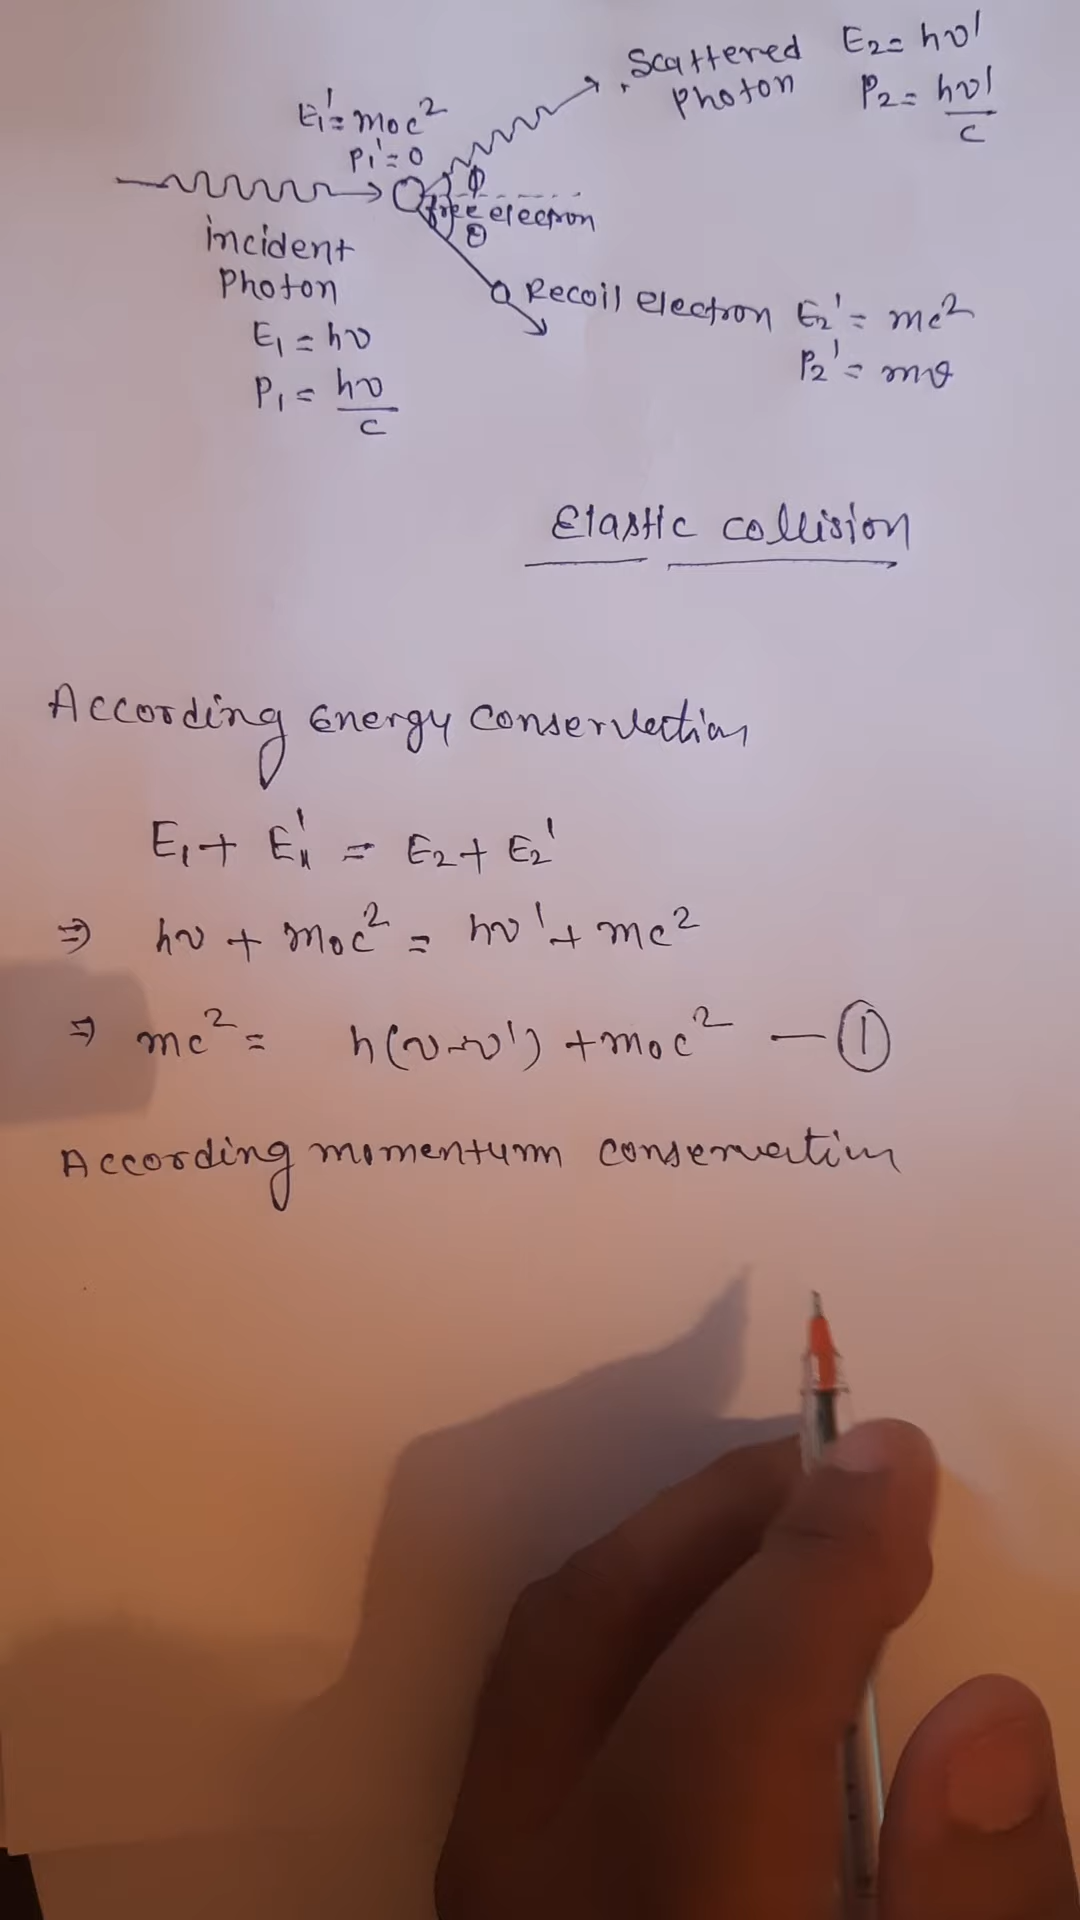 Scattered Photon
E2 = hν'
P2 = hν'/c
E1' = m0c²
P1' = 0
ϕ
free electron
θ
incident
Photon
E1 = hν
P1 = hν/c
Recoil electron E2' = mc²
P2' = mv
Elastic collision
According Energy conservation
E1 + E1' = E2 + E2'
⇒ hν + m0c² = hν' + mc²
⇒ mc² = h(ν-ν') + m0c² — ①
According momentum conservation